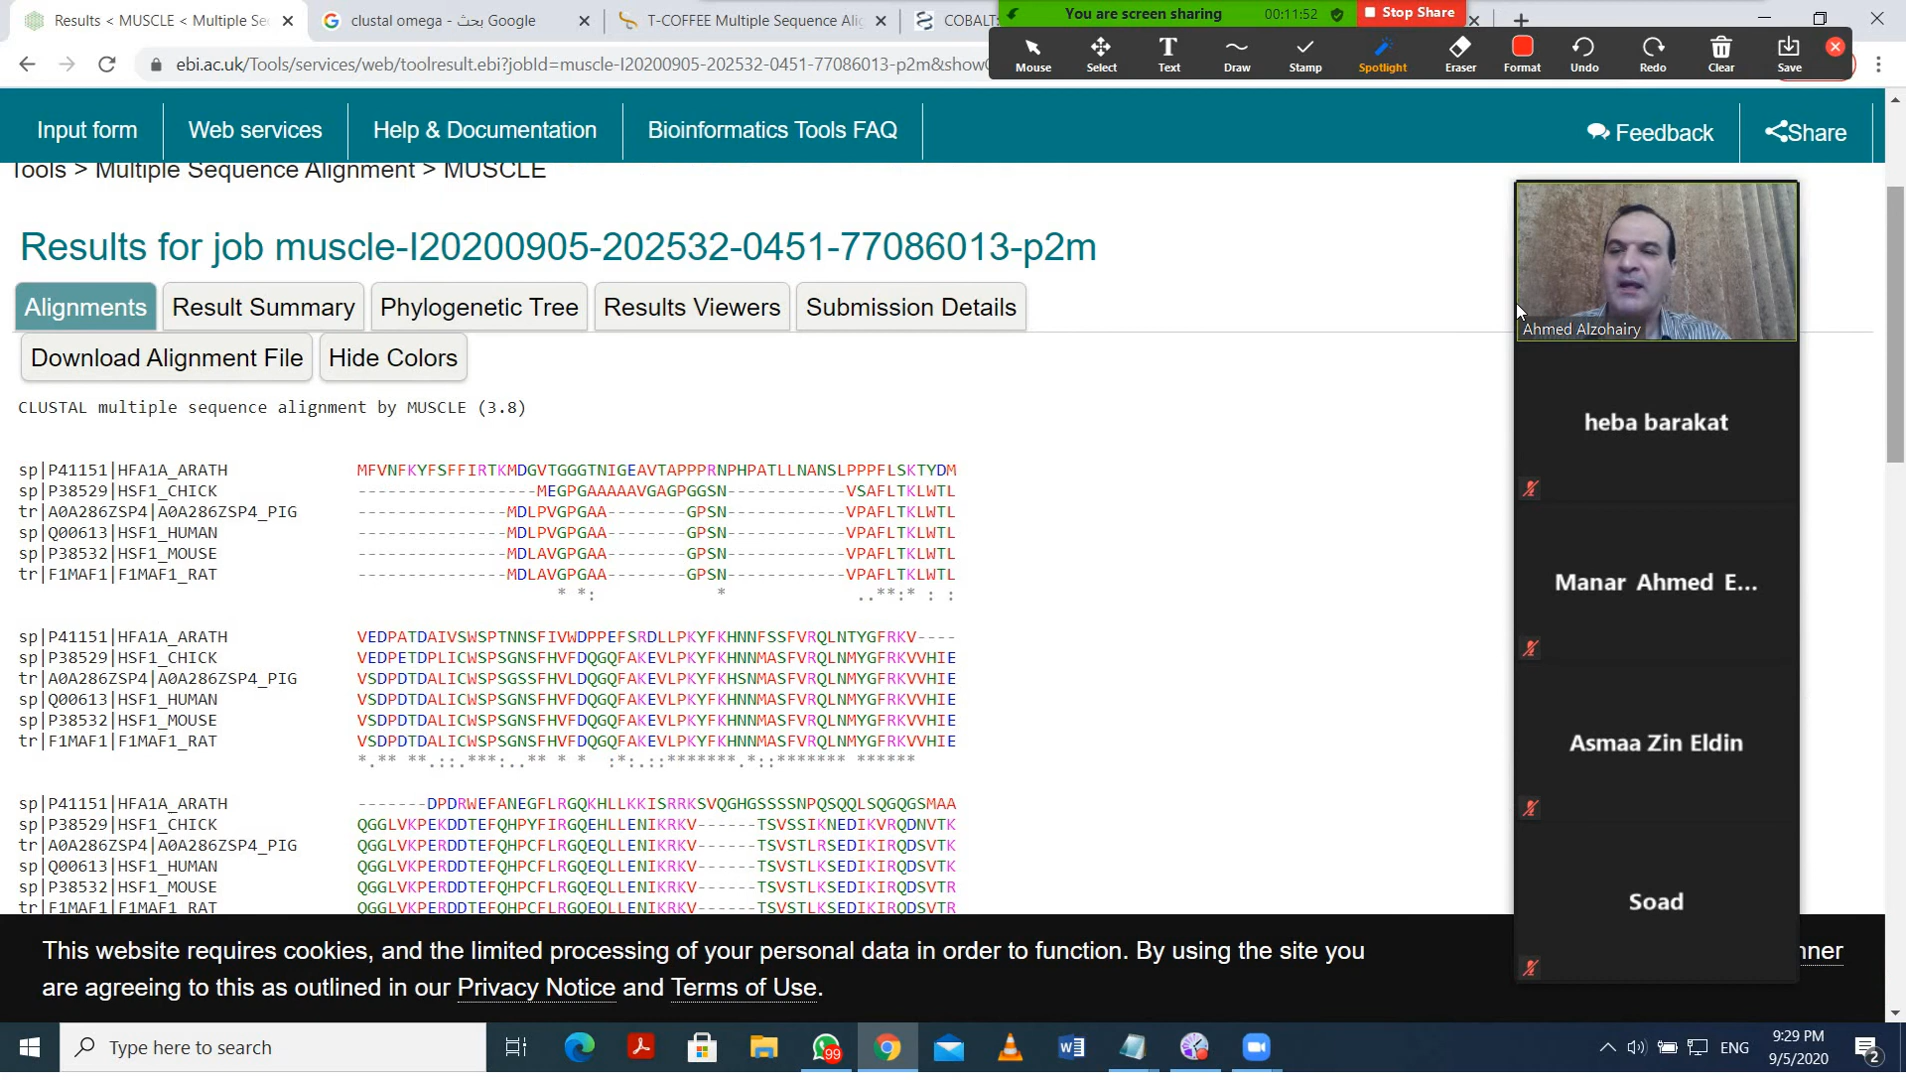 Results < MUSCLE < Multiple Se
clustal omega - بحث Google
T-COFFEE Multiple Sequence Alig
COBALT:
You are screen sharing
00:11:52
Stop Share
ebi.ac.uk/Tools/services/web/toolresult.ebi?jobId=muscle-I20200905-202532-0451-77086013-p2m&show
Mouse
Select
Text
Draw
Stamp
Spotlight
Eraser
Format
Undo
Redo
Clear
Save
Input form
Web services
Help & Documentation
Bioinformatics Tools FAQ
Feedback
Share
Tools > Multiple Sequence Alignment > MUSCLE
Results for job muscle-I20200905-202532-0451-77086013-p2m
Alignments
Result Summary
Phylogenetic Tree
Results Viewers
Submission Details
Download Alignment File
Hide Colors
CLUSTAL multiple sequence alignment by MUSCLE (3.8)
sp|P41151|HFA1A_ARATH MFVNFKYFSFFIRTKMDGVTGGGTNIGEAVTAPPPRNPHPATLLNANSLPPPFLSKTYDM
sp|P38529|HSF1_CHICK ------------------MEGPGAAAAAVGAGPGGSN------------VSAFLTKLWTL
tr|A0A286ZSP4|A0A286ZSP4_PIG ---------------MDLPVGPGAA--------GPSN------------VPAFLTKLWTL
sp|Q00613|HSF1_HUMAN ---------------MDLPVGPGAA--------GPSN------------VPAFLTKLWTL
sp|P38532|HSF1_MOUSE ---------------MDLAVGPGAA--------GPSN------------VPAFLTKLWTL
tr|F1MAF1|F1MAF1_RAT ---------------MDLAVGPGAA--------GPSN------------VPAFLTKLWTL
* *: * ..**:* : :
sp|P41151|HFA1A_ARATH VEDPATDAIVSWSPTNNSFIVWDPPEFSRDLLPKYFKHNNFSSFVRQLNTYGFRKV----
sp|P38529|HSF1_CHICK VEDPETDPLICWSPSGNSFHVFDQGQFAKEVLPKYFKHNNMASFVRQLNMYGFRKVVHIE
tr|A0A286ZSP4|A0A286ZSP4_PIG VSDPDTDALICWSPSGSSFHVLDQGQFAKEVLPKYFKHSNMASFVRQLNMYGFRKVVHIE
sp|Q00613|HSF1_HUMAN VSDPDTDALICWSPSGNSFHVFDQGQFAKEVLPKYFKHNNMASFVRQLNMYGFRKVVHIE
sp|P38532|HSF1_MOUSE VSDPDTDALICWSPSGNSFHVFDQGQFAKEVLPKYFKHNNMASFVRQLNMYGFRKVVHIE
tr|F1MAF1|F1MAF1_RAT VSDPDTDALICWSPSGNSFHVFDQGQFAKEVLPKYFKHNNMASFVRQLNMYGFRKVVHIE
*.** **.::.***:..** * * :*:.::*******.*::******* ******
sp|P41151|HFA1A_ARATH -------DPDRWEFANEGFLRGQKHLLKKISRRKSVQGHGSSSSNPQSQQLSQGQGSMAA
sp|P38529|HSF1_CHICK QGGLVKPEKDDTEFQHPYFIRGQEHLLENIKRKV------TSVSSIKNEDIKVRQDNVTK
tr|A0A286ZSP4|A0A286ZSP4_PIG QGGLVKPERDDTEFQHPCFLRGQEQLLENIKRKV------TSVSTLRSEDIKIRQDSVTK
sp|Q00613|HSF1_HUMAN QGGLVKPERDDTEFQHPCFLRGQEQLLENIKRKV------TSVSTLKSEDIKIRQDSVTK
sp|P38532|HSF1_MOUSE QGGLVKPERDDTEFQHPCFLRGQEQLLENIKRKV------TSVSTLKSEDIKIRQDSVTR
tr|F1MAF1|F1MAF1_RAT QGGLVKPERDDTEFQHPCFLRGQEQLLENIKRKV------TSVSTLKSEDIKIRQDSVTR
Ahmed Alzohairy
heba barakat
Manar Ahmed E...
Asmaa Zin Eldin
Soad
This website requires cookies, and the limited processing of your personal data in order to function. By using the site you
are agreeing to this as outlined in our Privacy Notice and Terms of Use.
nner
Type here to search
99
ENG
9:29 PM
9/5/2020
2